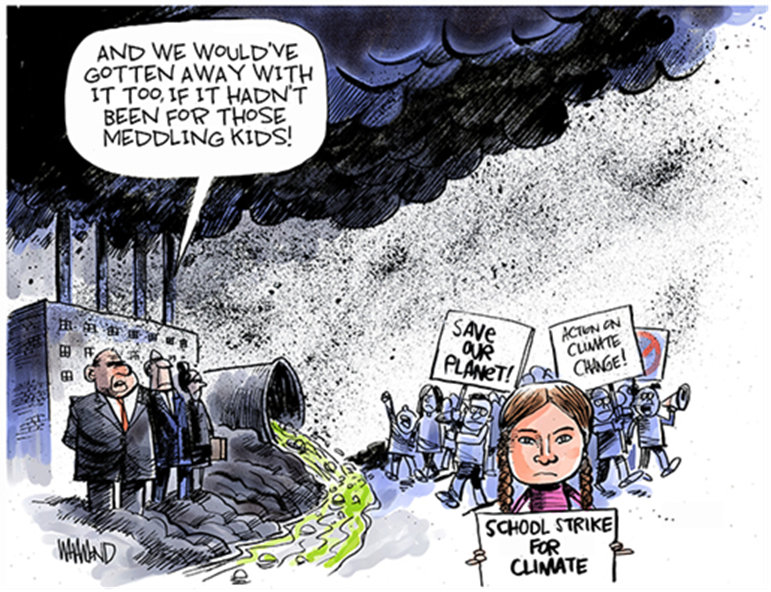 AND WE WOULD'VE
GOTTEN AWAY WITH
IT TOO, IF IT HADN'T
BEEN FOR THOSE
MEDDLING KIDS!
SAVE
OUR
PLANET!
ACTION ON
CLIMATE
CHANGE!
SCHOOL STRIKE
FOR
CLIMATE